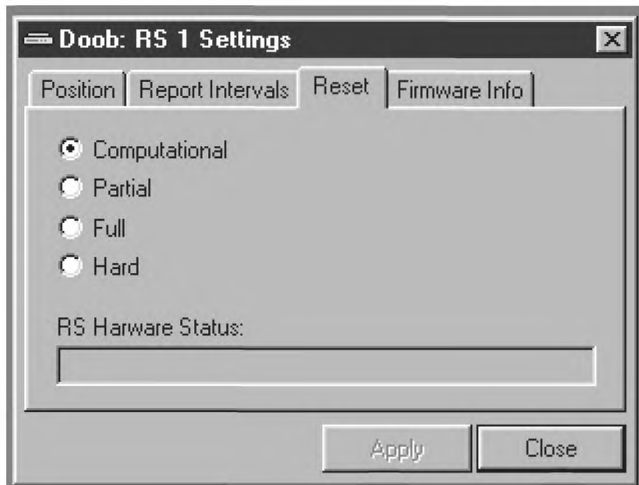 Doob: RS 1 Settings
Position Report Intervals Reset Firmware Info
Computational
Partial
Full
Hard
RS Harware Status:
Apply Close